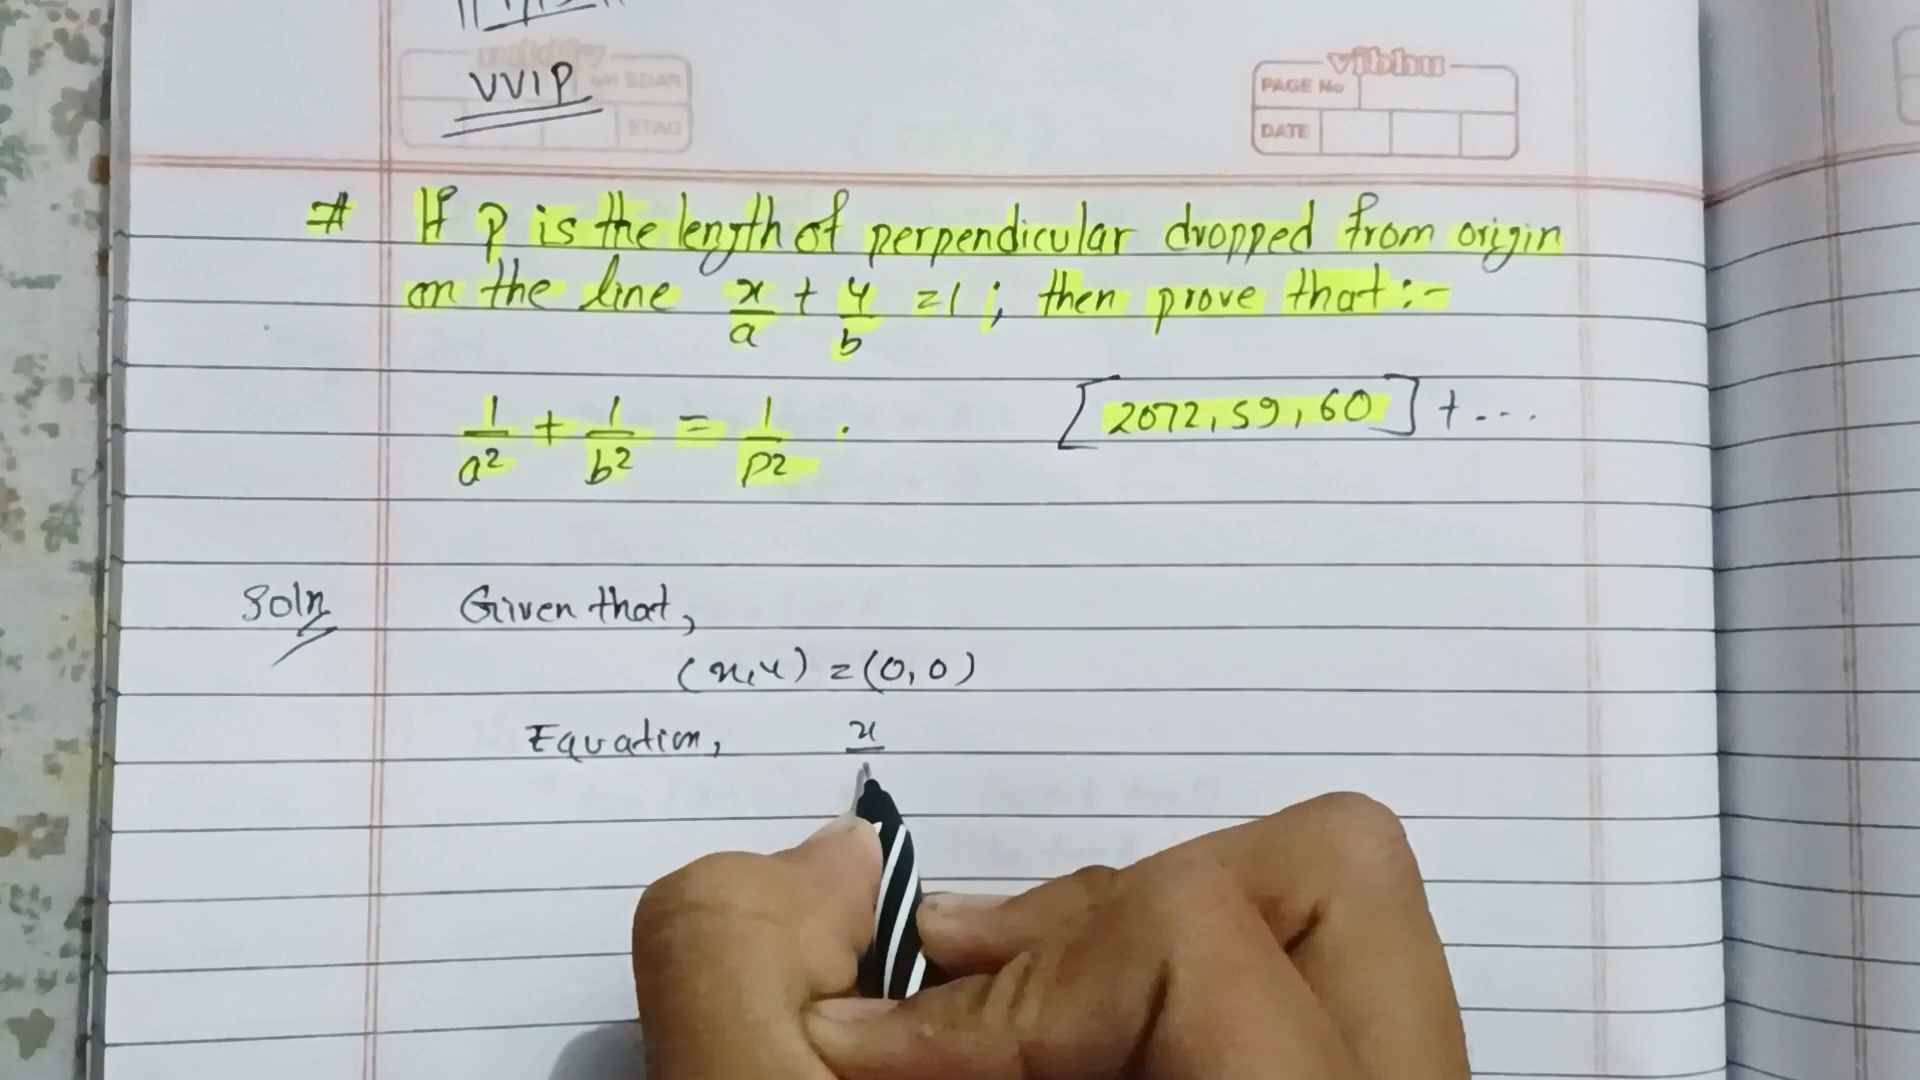 VVIP
vibhu
PAGE No
DATE
# If p is the length of perpendicular dropped from origin
on the line x/a + y/b = 1 ; then prove that :-
1/a² + 1/b² = 1/p² . [2072, 59, 60] + ...
Soln Given that,
(x, y) = (0, 0)
Equation, x